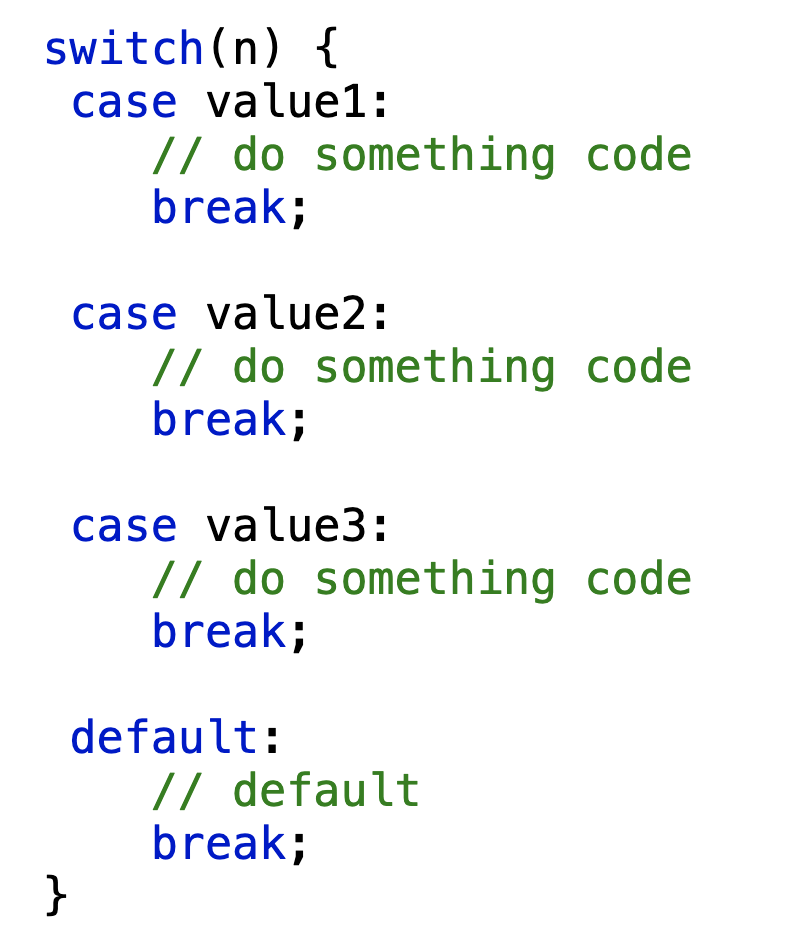 switch(n) {
case value1:
// do something code
break;
case value2:
// do something code
break;
case value3:
// do something code
break;
default:
// default
break;
}